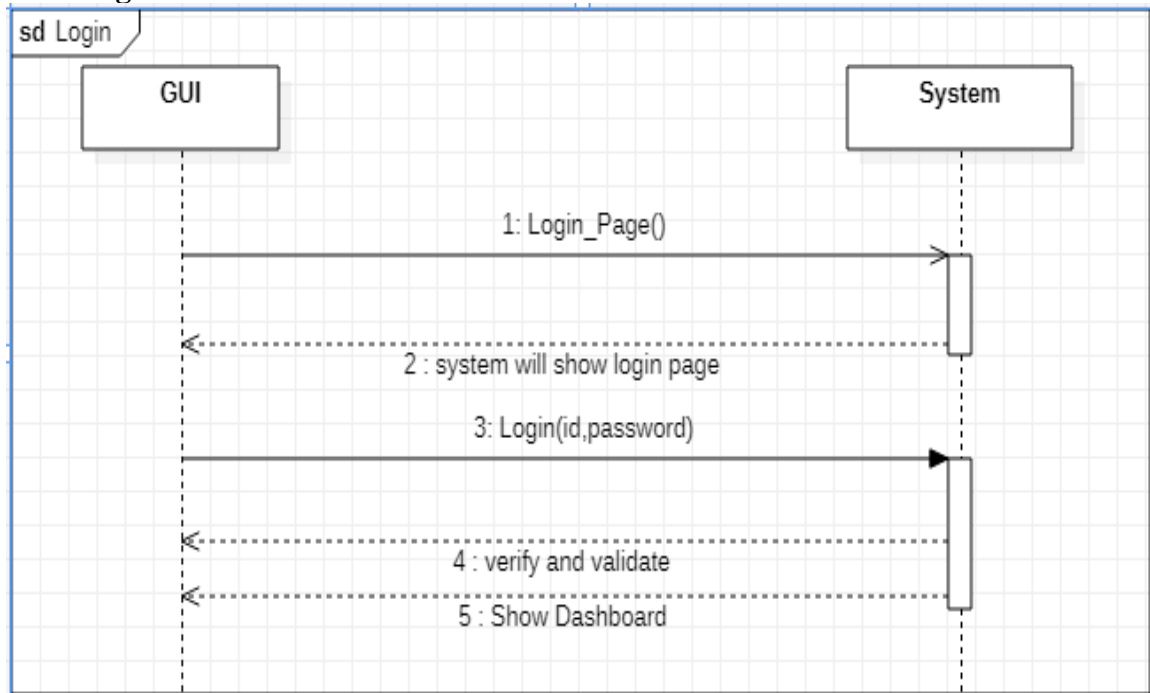 sd Login
GUI
System
1: Login_Page()
2 : system will show login page
3: Login(id,password)
4 : verify and validate
5 : Show Dashboard